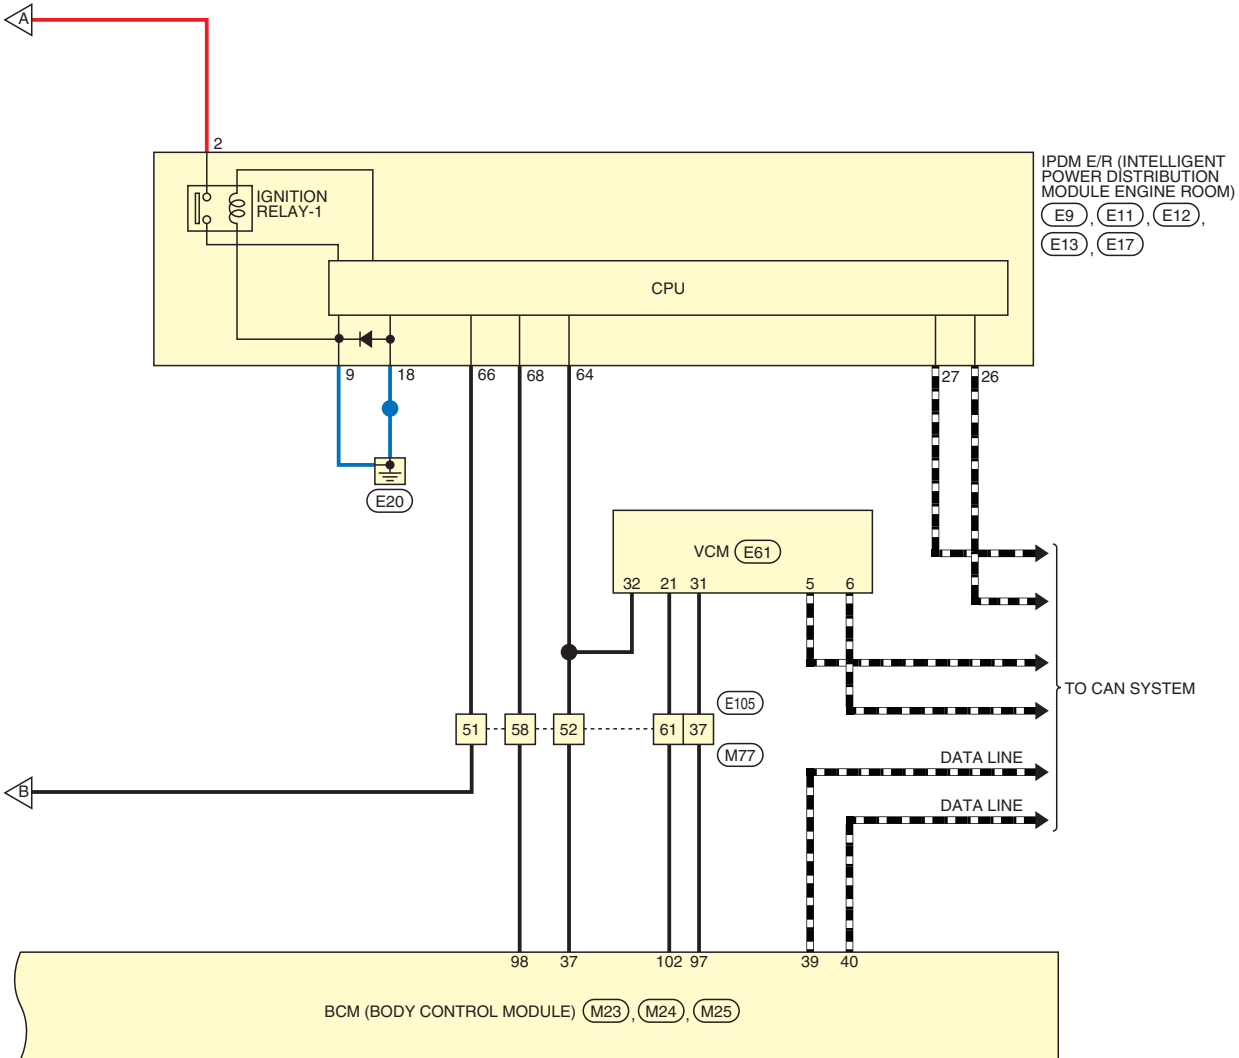 A
2
IGNITION
RELAY-1
IPDM E/R (INTELLIGENT
POWER DISTRIBUTION
MODULE ENGINE ROOM)
E9 , E11 , E12 ,
E13 , E17
CPU
9 18 66 68 64 27 26
E20
VCM E61
32 21 31 5 6
TO CAN SYSTEM
E105
51 58 52 61 37
M77
DATA LINE
B
DATA LINE
98 37 102 97 39 40
BCM (BODY CONTROL MODULE) M23 , M24 , M25